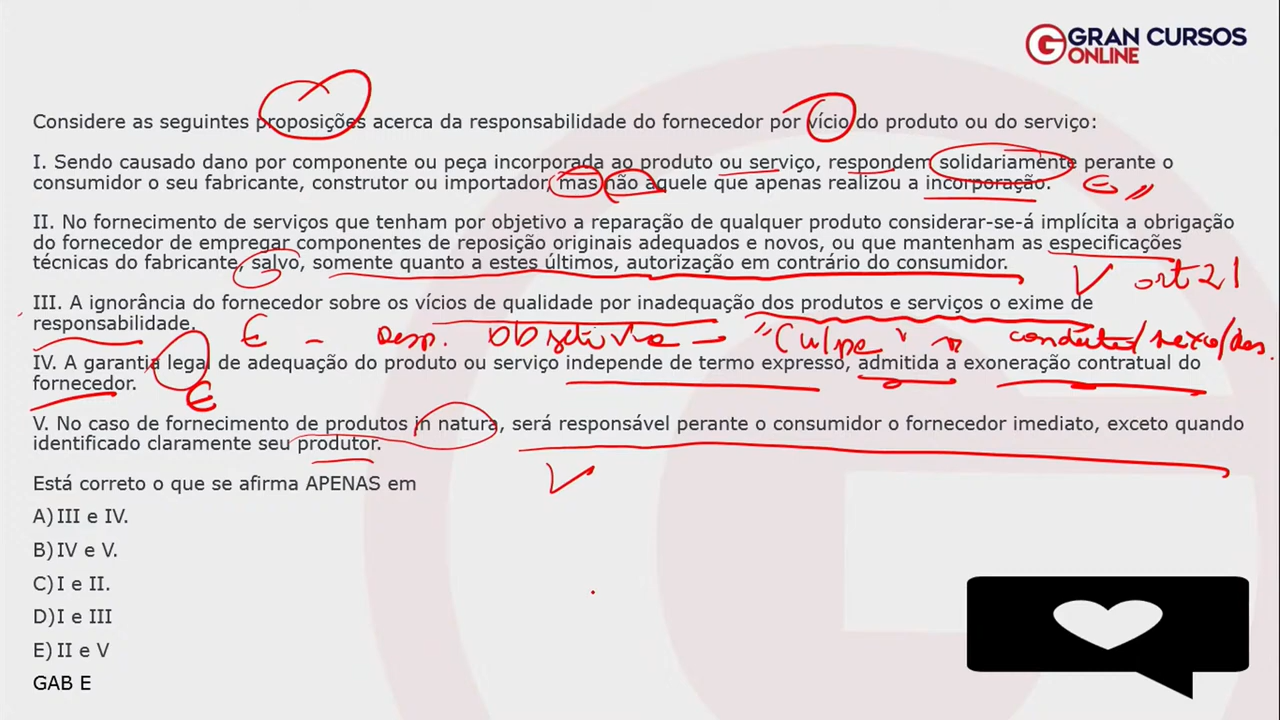 GRAN CURSOS
ONLINE
Considere as seguintes proposições acerca da responsabilidade do fornecedor por vício do produto ou do serviço:
I. Sendo causado dano por componente ou peça incorporada ao produto ou serviço, respondem solidariamente perante o
consumidor o seu fabricante, construtor ou importador, mas não aquele que apenas realizou a incorporação.
E
II. No fornecimento de serviços que tenham por objetivo a reparação de qualquer produto considerar-se-á implícita a obrigação
do fornecedor de empregar componentes de reposição originais adequados e novos, ou que mantenham as especificações
técnicas do fabricante, salvo, somente quanto a estes últimos, autorização em contrário do consumidor.
V art 21
III. A ignorância do fornecedor sobre os vícios de qualidade por inadequação dos produtos e serviços o exime de
responsabilidade.
E - Resp. Objetiva → "Culpa" conduta/nexo/das.
IV. A garantia legal de adequação do produto ou serviço independe de termo expresso, admitida a exoneração contratual do
fornecedor.
E
V. No caso de fornecimento de produtos in natura, será responsável perante o consumidor o fornecedor imediato, exceto quando
identificado claramente seu produtor.
V
Está correto o que se afirma APENAS em
A) III e IV.
B) IV e V.
C) I e II.
D) I e III
E) II e V
GAB E